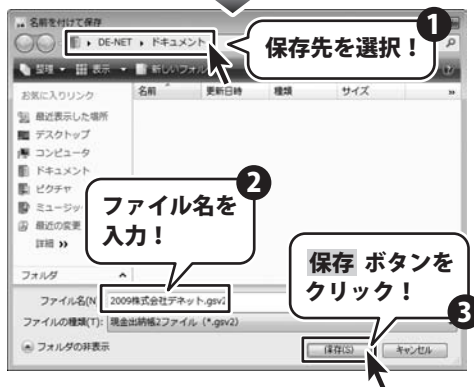 名前を付けて保存
1
DE-NET ▸ ドキュメント
保存先を選択！
整理 ▾ 表示 ▾ 新しいフォル
お気に入りリンク
名前 更新日時 種類 サイズ
最近表示した場所
デスクトップ
コンピュータ
ドキュメント
ピクチャ
ミュージッ
最近の変更
詳細 »
2
ファイル名を
入力！
保存 ボタンを
クリック！
3
フォルダ
ファイル名(N
2009株式会社デネット.gsv2
ファイルの種類(T): 現金出納帳2ファイル (*.gsv2)
フォルダの非表示
保存(S) キャンセル